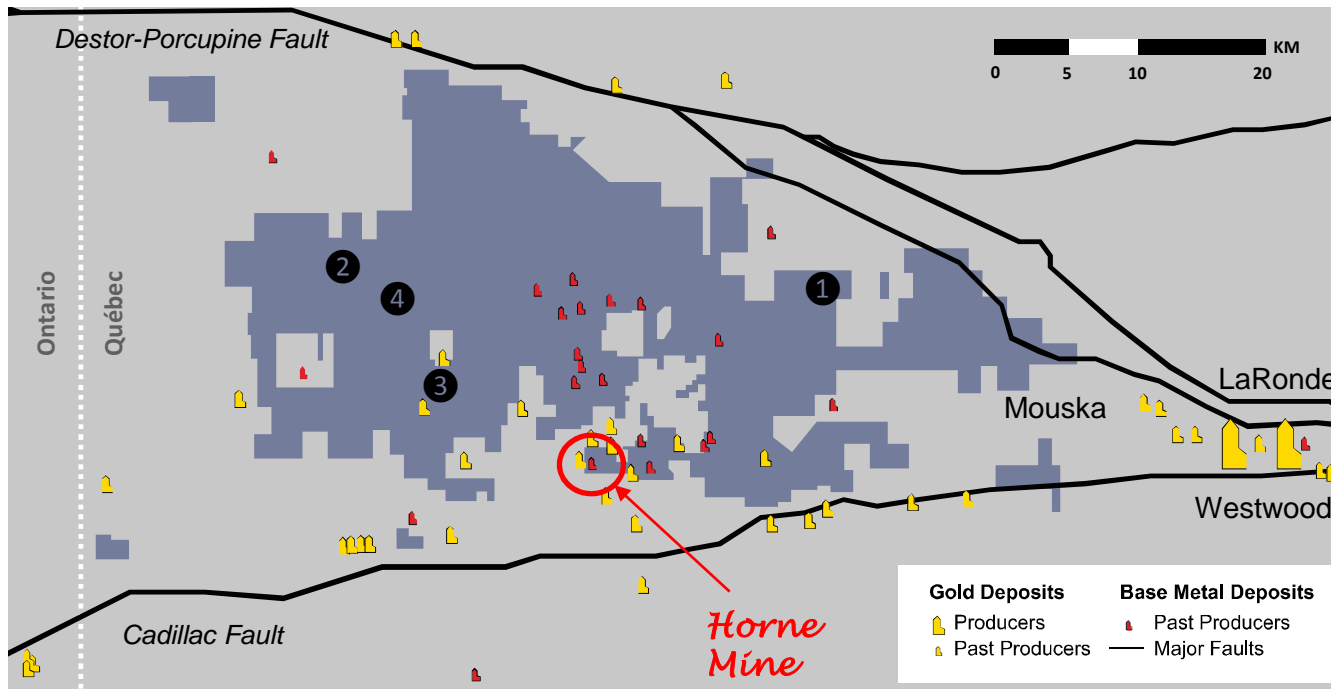 Destor-Porcupine Fault
KM
0 5 10 20
Ontario
Québec
2
4
1
3
LaRonde
Mouska
Westwood
Horne
Mine
Cadillac Fault
Gold Deposits
Producers
Past Producers
Base Metal Deposits
Past Producers
Major Faults